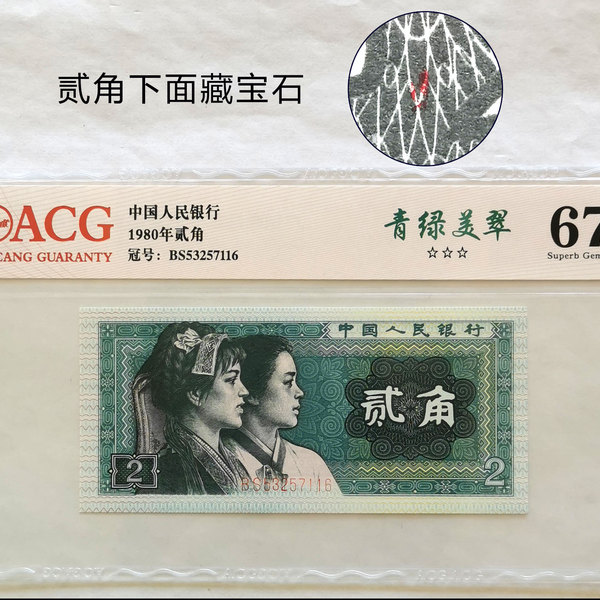 贰角下面藏宝石
ACG
中国人民银行
1980年贰角
冠号: BS53257116
CANG GUARANTY
青绿美翠
☆☆☆
67
Superb Gem
中国人民银行
贰角
2
2
BS53257116